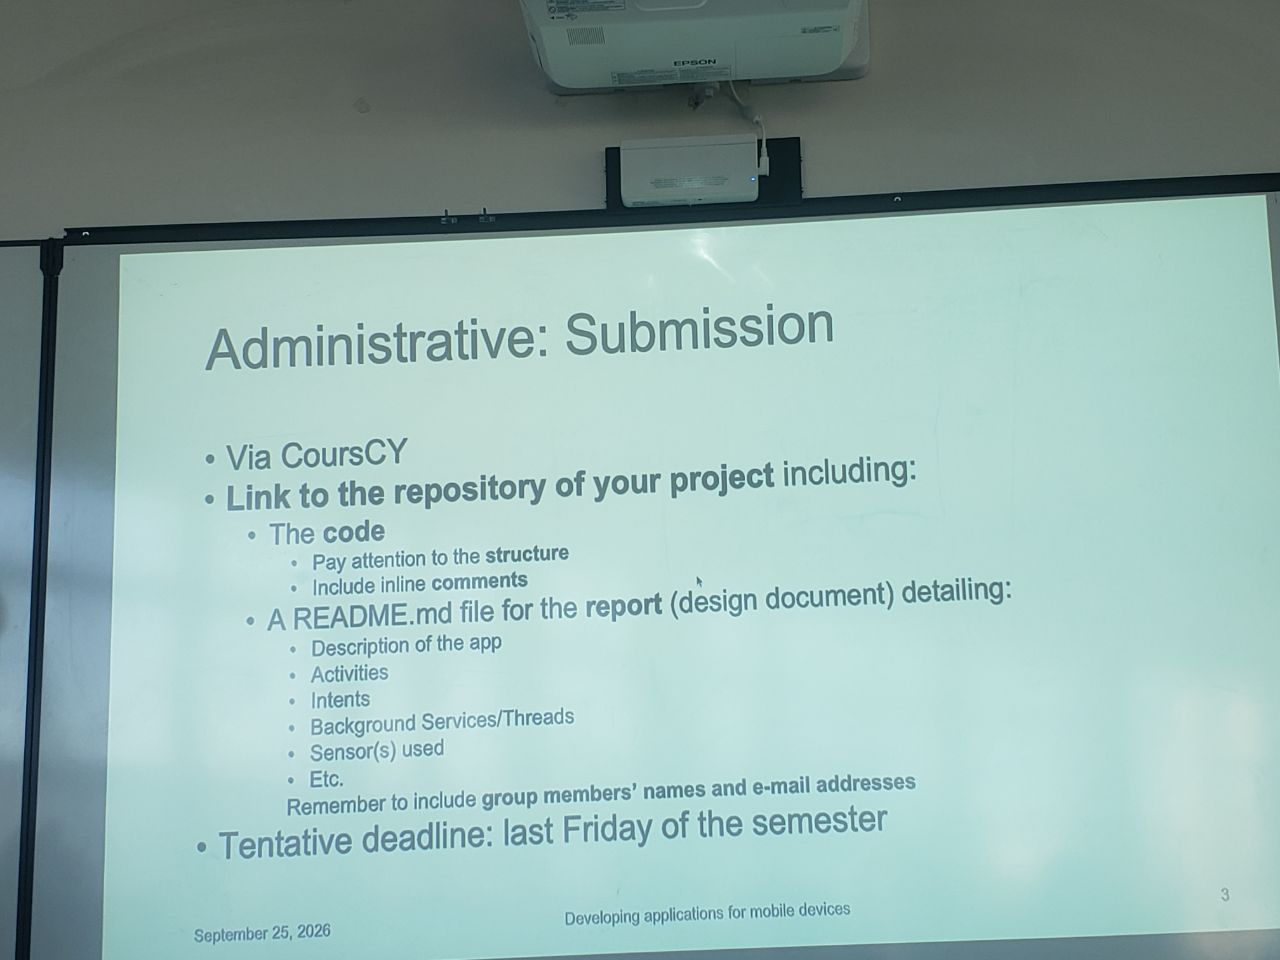 EPSON
Administrative: Submission
• Via CoursCY
• Link to the repository of your project including:
• The code
• Pay attention to the structure
• Include inline comments
• A README.md file for the report (design document) detailing:
• Description of the app
• Activities
• Intents
• Background Services/Threads
• Sensor(s) used
• Etc.
Remember to include group members’ names and e-mail addresses
• Tentative deadline: last Friday of the semester
September 25, 2026
Developing applications for mobile devices
3